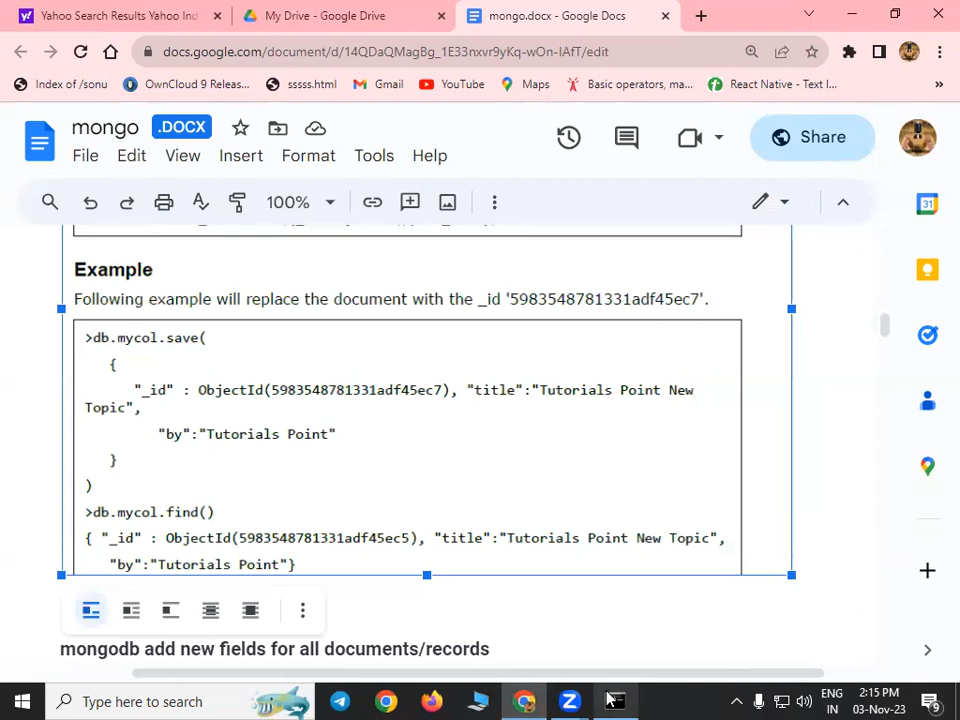 Yahoo Search Results Yahoo Ind
My Drive - Google Drive
mongo.docx - Google Docs
docs.google.com/document/d/14QDaQMagBg_1E33nxvr9yKq-wOn-IAfT/edit
Index of /sonu
OwnCloud 9 Releas...
sssss.html
Gmail
YouTube
Maps
Basic operators, ma...
React Native - Text I...
»
mongo
.DOCX
Share
File Edit View Insert Format Tools Help
100%
31
Example
Following example will replace the document with the _id '5983548781331adf45ec7'.
>db.mycol.save(
{
"_id" : ObjectId(5983548781331adf45ec7), "title":"Tutorials Point New
Topic",
"by":"Tutorials Point"
}
)
>db.mycol.find()
{ "_id" : ObjectId(5983548781331adf45ec5), "title":"Tutorials Point New Topic",
"by":"Tutorials Point"}
mongodb add new fields for all documents/records
Type here to search
ENG
IN
2:15 PM
03-Nov-23
9